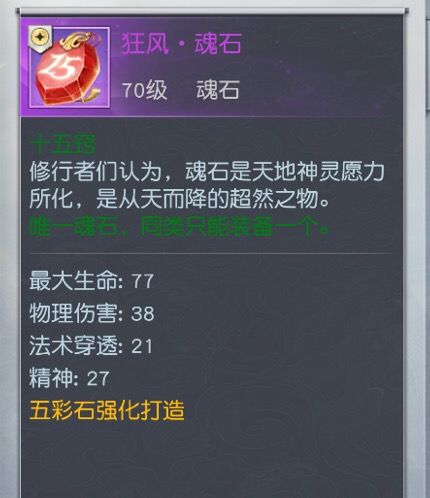 15
狂风·魂石
70级 魂石
十五窍
修行者们认为，魂石是天地神灵愿力
所化，是从天而降的超然之物。
唯一魂石，同类只能装备一个。
最大生命: 77
物理伤害: 38
法术穿透: 21
精神: 27
五彩石强化打造